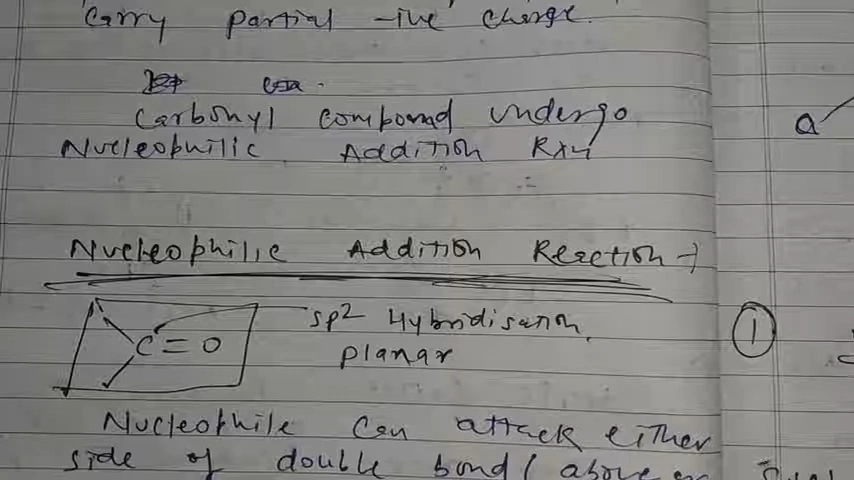 Carry partial -ive charge.
Carbonyl compound undergo
Nucleophilic Addition Rxn
Nucleophilic Addition Reaction →
C = O
sp2 Hybridisation,
planar
Nucleophile can attack either
side of double bond ( above or
a
1